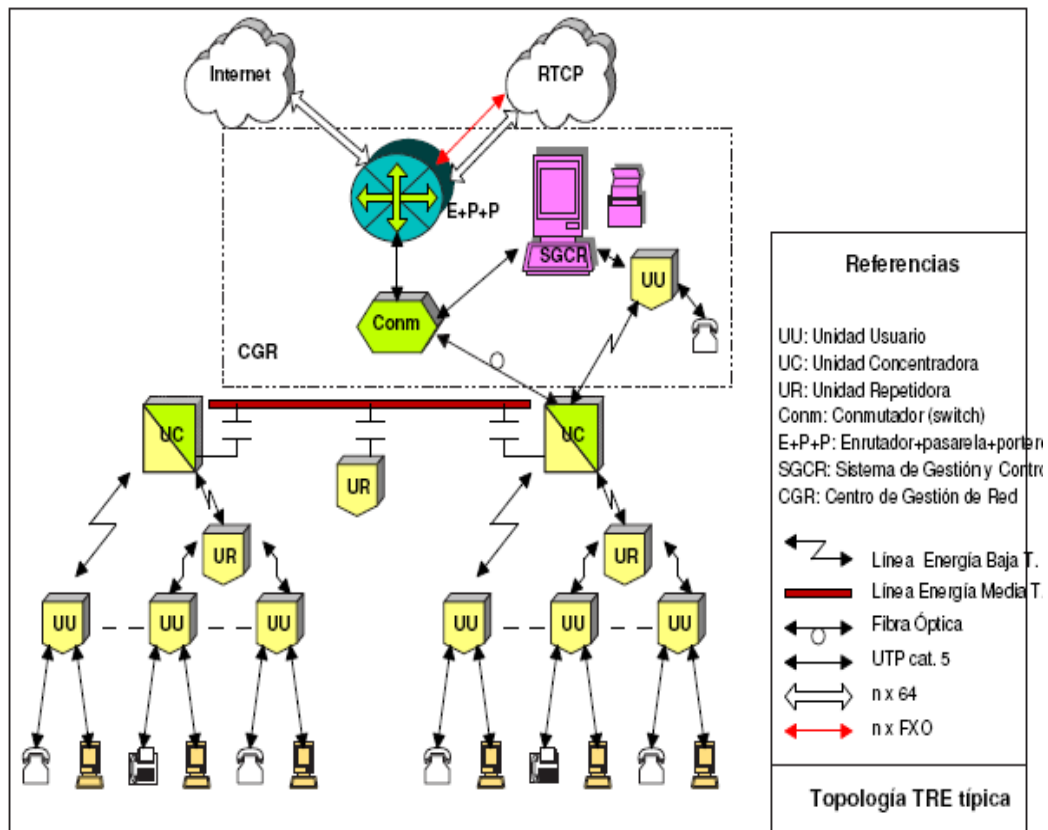 Internet
RTCP
E+P+P
SGCR
UU
Conm
CGR
UC
UC
UR
UR
UR
UU
UU
UU
UU
UU
UU
Referencias
UU: Unidad Usuario
UC: Unidad Concentradora
UR: Unidad Repetidora
Conm: Conmutador (switch)
E+P+P: Enrutador+pasarela+portero
SGCR: Sistema de Gestión y Contro
CGR: Centro de Gestión de Red
Línea Energía Baja T.
Línea Energía Media T.
Fibra Óptica
UTP cat. 5
n x 64
n x FXO
Topología TRE típica